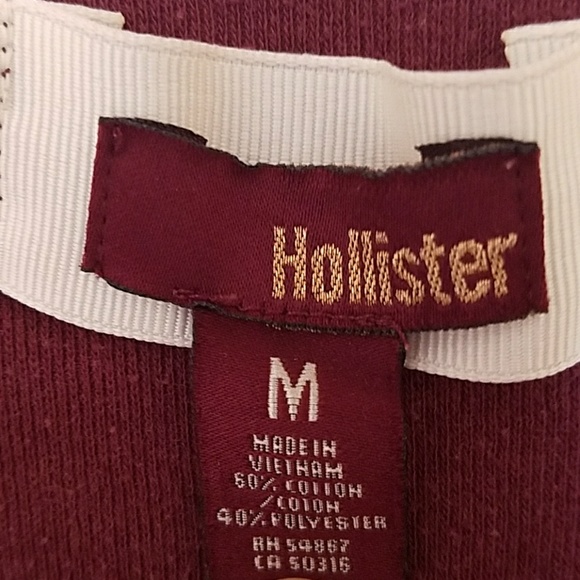 Hollister
M
MADE IN
VIETNAM
60% COTTON
/COTON
40% POLYESTER
RN 54867
CA 50316